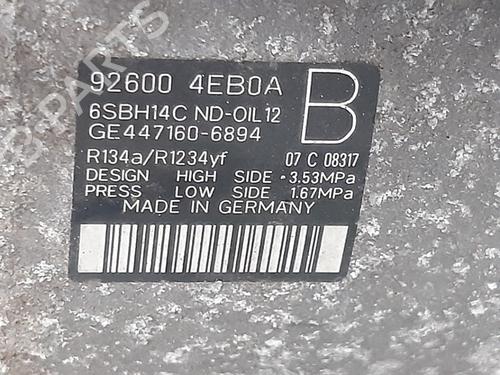 92600 4EB0A B
6SBH14C ND-OIL12
GE447160-6894
R134a/R1234yf 07 C 08317
DESIGN HIGH SIDE 3.53MPa
PRESS LOW SIDE 1.67MPa
MADE IN GERMANY